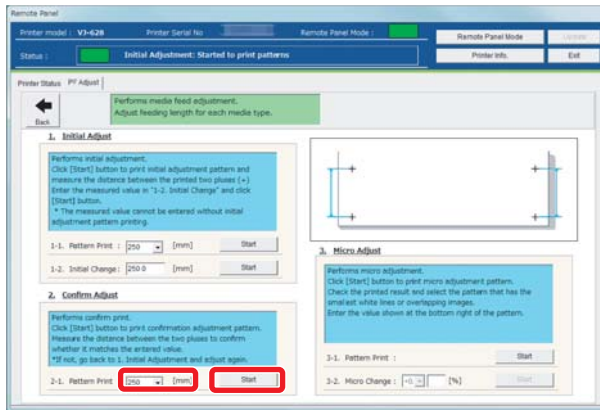 Remote Panel
Printer model : VJ-628 Printer Serial No Remote Panel Mode :
Remote Panel Mode Update
Status : Initial Adjustment: Started to print patterns
Printer Info. Exit
Printer Status PF Adjust
Back
Performs media feed adjustment.
Adjust feeding length for each media type.
1. Initial Adjust
Performs initial adjustment.
Click [Start] button to print initial adjustment pattern and
measure the distance between the printed two pluses (+)
Enter the measured value in "1-2. Initial Change" and click
[Start] button.
* The measured value cannot be entered without initial
adjustment pattern printing.
1-1. Pattern Print : 250 [mm] Start
1-2. Initial Change : 250.0 [mm] Start
2. Confirm Adjust
Performs confirm print.
Click [Start] button to print confirmation adjustment pattern.
Measure the distance between the two pluses to confirm
whether it matches the entered value.
*If not, go back to 1. Initial Adjustment and adjust again.
2-1. Pattern Print 250 [mm] Start
3. Micro Adjust
Performs micro adjustment.
Click [Start] button to print micro adjustment pattern.
Check the printed result and select the pattern that has the
smallest white lines or overlapping images.
Enter the value shown at the bottom right of the pattern.
3-1. Pattern Print : Start
3-2. Micro Change : [%] Start